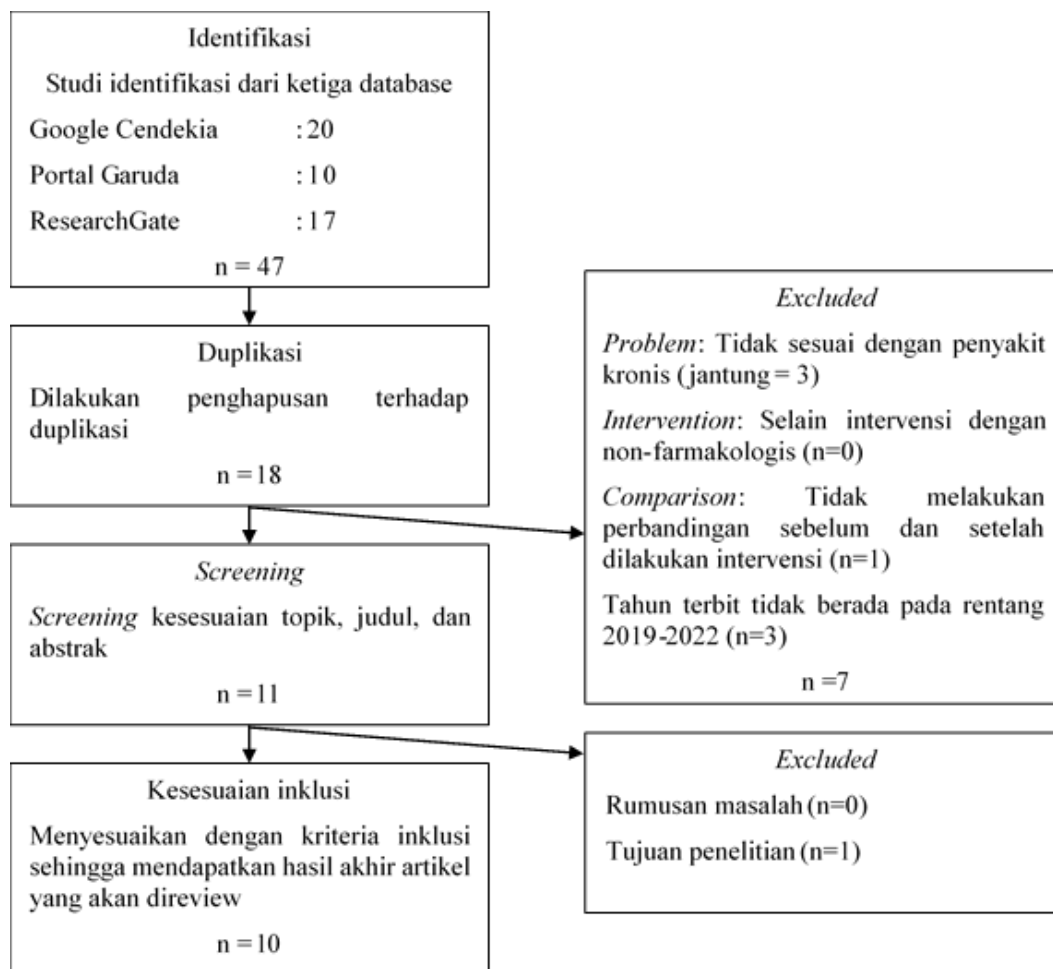 Identifikasi
Studi identifikasi dari ketiga database
Google Cendekia : 20
Portal Garuda : 10
ResearchGate : 17
n = 47
Duplikasi
Dilakukan penghapusan terhadap
duplikasi
n = 18
Screening
Screening kesesuaian topik, judul, dan
abstrak
n = 11
Kesesuaian inklusi
Menyesuaikan dengan kriteria inklusi
sehingga mendapatkan hasil akhir artikel
yang akan direview
n = 10
Excluded
Problem: Tidak sesuai dengan penyakit
kronis (jantung = 3)
Intervention: Selain intervensi dengan
non-farmakologis (n=0)
Comparison: Tidak melakukan
perbandingan sebelum dan setelah
dilakukan intervensi (n=1)
Tahun terbit tidak berada pada rentang
2019-2022 (n=3)
n =7
Excluded
Rumusan masalah (n=0)
Tujuan penelitian (n=1)